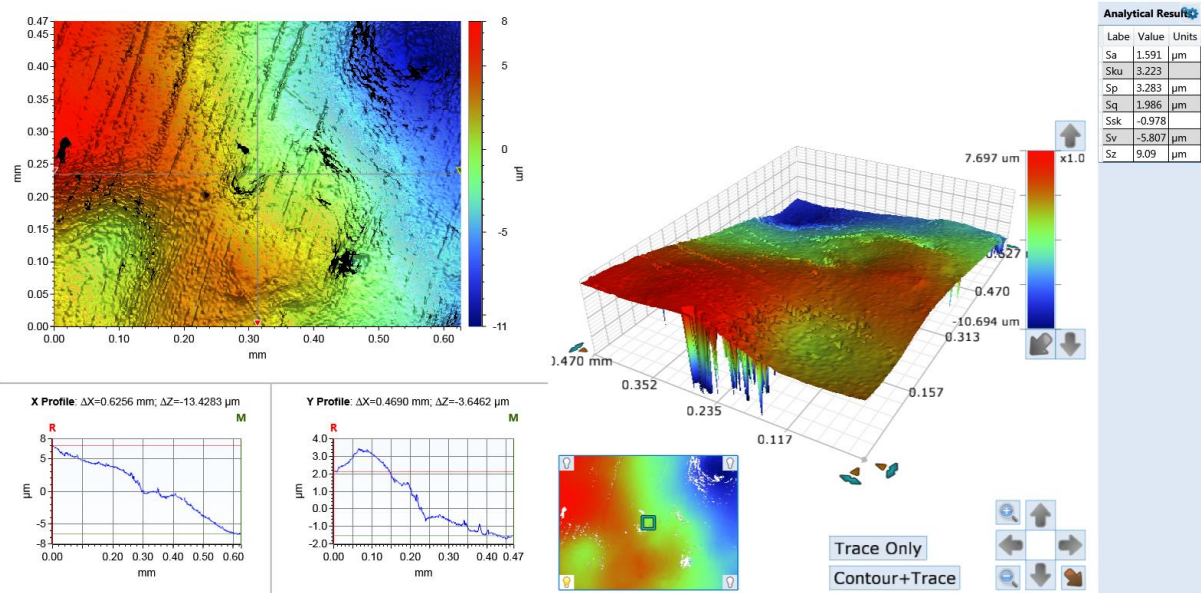 0.47
0.45
0.40
0.35
0.30
0.25
0.20
0.15
0.10
0.05
0.00
mm
0.00 0.10 0.20 0.30 0.40 0.50
mm
8
5
0
-5
-11
µm
X Profile: ΔX=0.6256 mm; ΔZ=-13.4283 µm
R M
8
5
0
-5
-8
µm
0.00 0.10 0.20 0.30 0.40 0.50 0.63
mm
Y Profile: ΔX=0.4690 mm; ΔZ=-3.6462 µm
R M
4.0
3.0
2.0
1.0
0.0
-1.0
-2.0
µm
0.00 0.10 0.20 0.30 0.40 0.47
mm
7.697 um
x1.0
-10.694 um
0.470
0.313
0.157
0.470 mm
0.352
0.235
0.117
Trace Only
Contour+Trace
Analytical Results
Labe Value Units
Sa 1.591 µm
Sku 3.223
Sp 3.283 µm
Sq 1.986 µm
Ssk -0.978
Sv -5.807 µm
Sz 9.09 µm